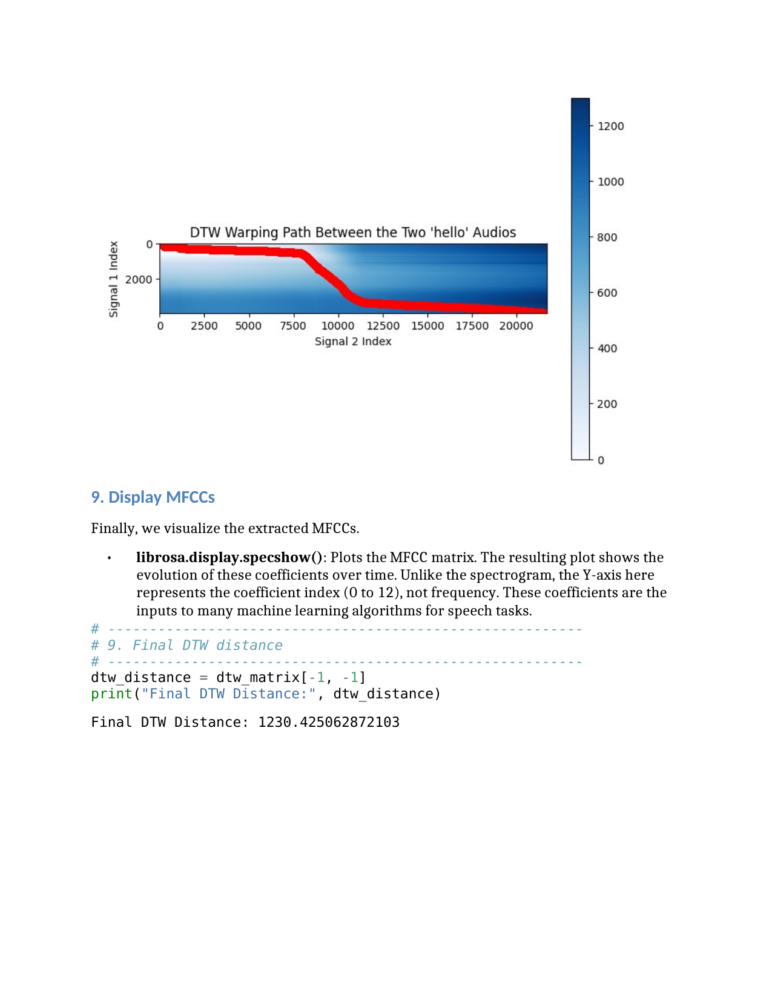 1200
1000
800
600
400
200
0
DTW Warping Path Between the Two 'hello' Audios
Signal 1 Index
0
2000
0 2500 5000 7500 10000 12500 15000 17500 20000
Signal 2 Index
9. Display MFCCs
Finally, we visualize the extracted MFCCs.
• librosa.display.specshow(): Plots the MFCC matrix. The resulting plot shows the
evolution of these coefficients over time. Unlike the spectrogram, the Y-axis here
represents the coefficient index (0 to 12), not frequency. These coefficients are the
inputs to many machine learning algorithms for speech tasks.
# ---------------------------------------------------------
# 9. Final DTW distance
# ---------------------------------------------------------
dtw_distance = dtw_matrix[-1, -1]
print("Final DTW Distance:", dtw_distance)
Final DTW Distance: 1230.425062872103